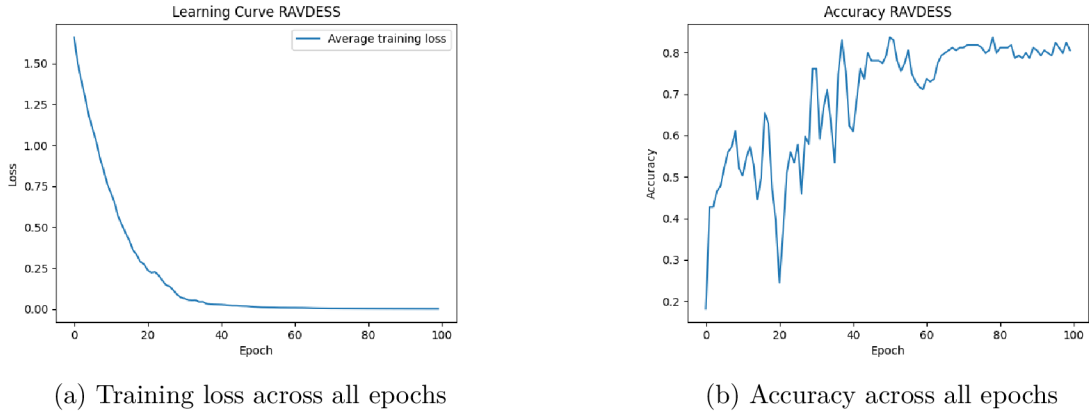 Learning Curve RAVDESS
Average training loss
Loss
1.50
1.25
1.00
0.75
0.50
0.25
0.00
0
20
40
60
80
100
Epoch
(a) Training loss across all epochs
Accuracy RAVDESS
Accuracy
0.8
0.7
0.6
0.5
0.4
0.3
0.2
0
20
40
60
80
100
Epoch
(b) Accuracy across all epochs